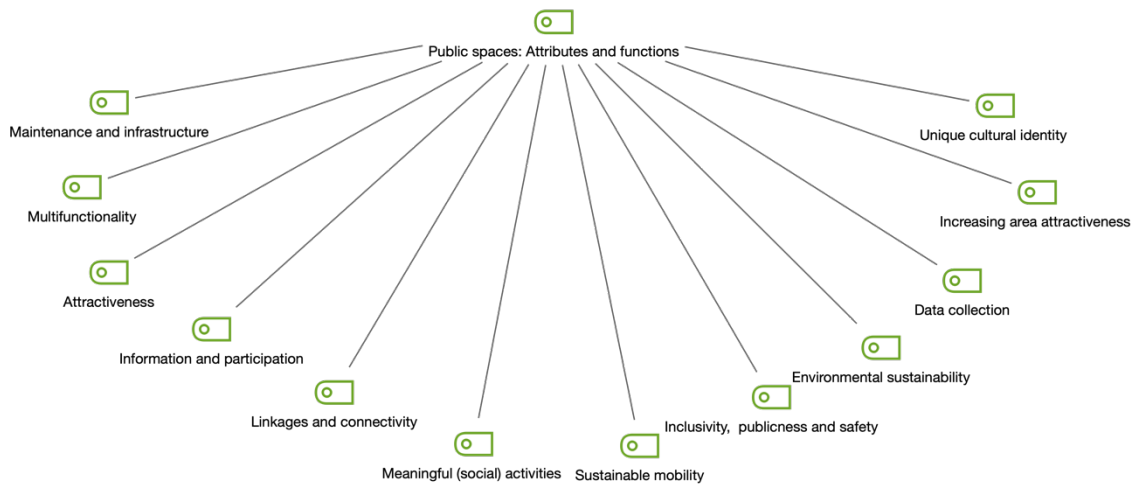 Public spaces: Attributes and functions
Maintenance and infrastructure
Unique cultural identity
Multifunctionality
Increasing area attractiveness
Attractiveness
Data collection
Information and participation
Environmental sustainability
Linkages and connectivity
Inclusivity,  publicness and safety
Meaningful (social) activities
Sustainable mobility